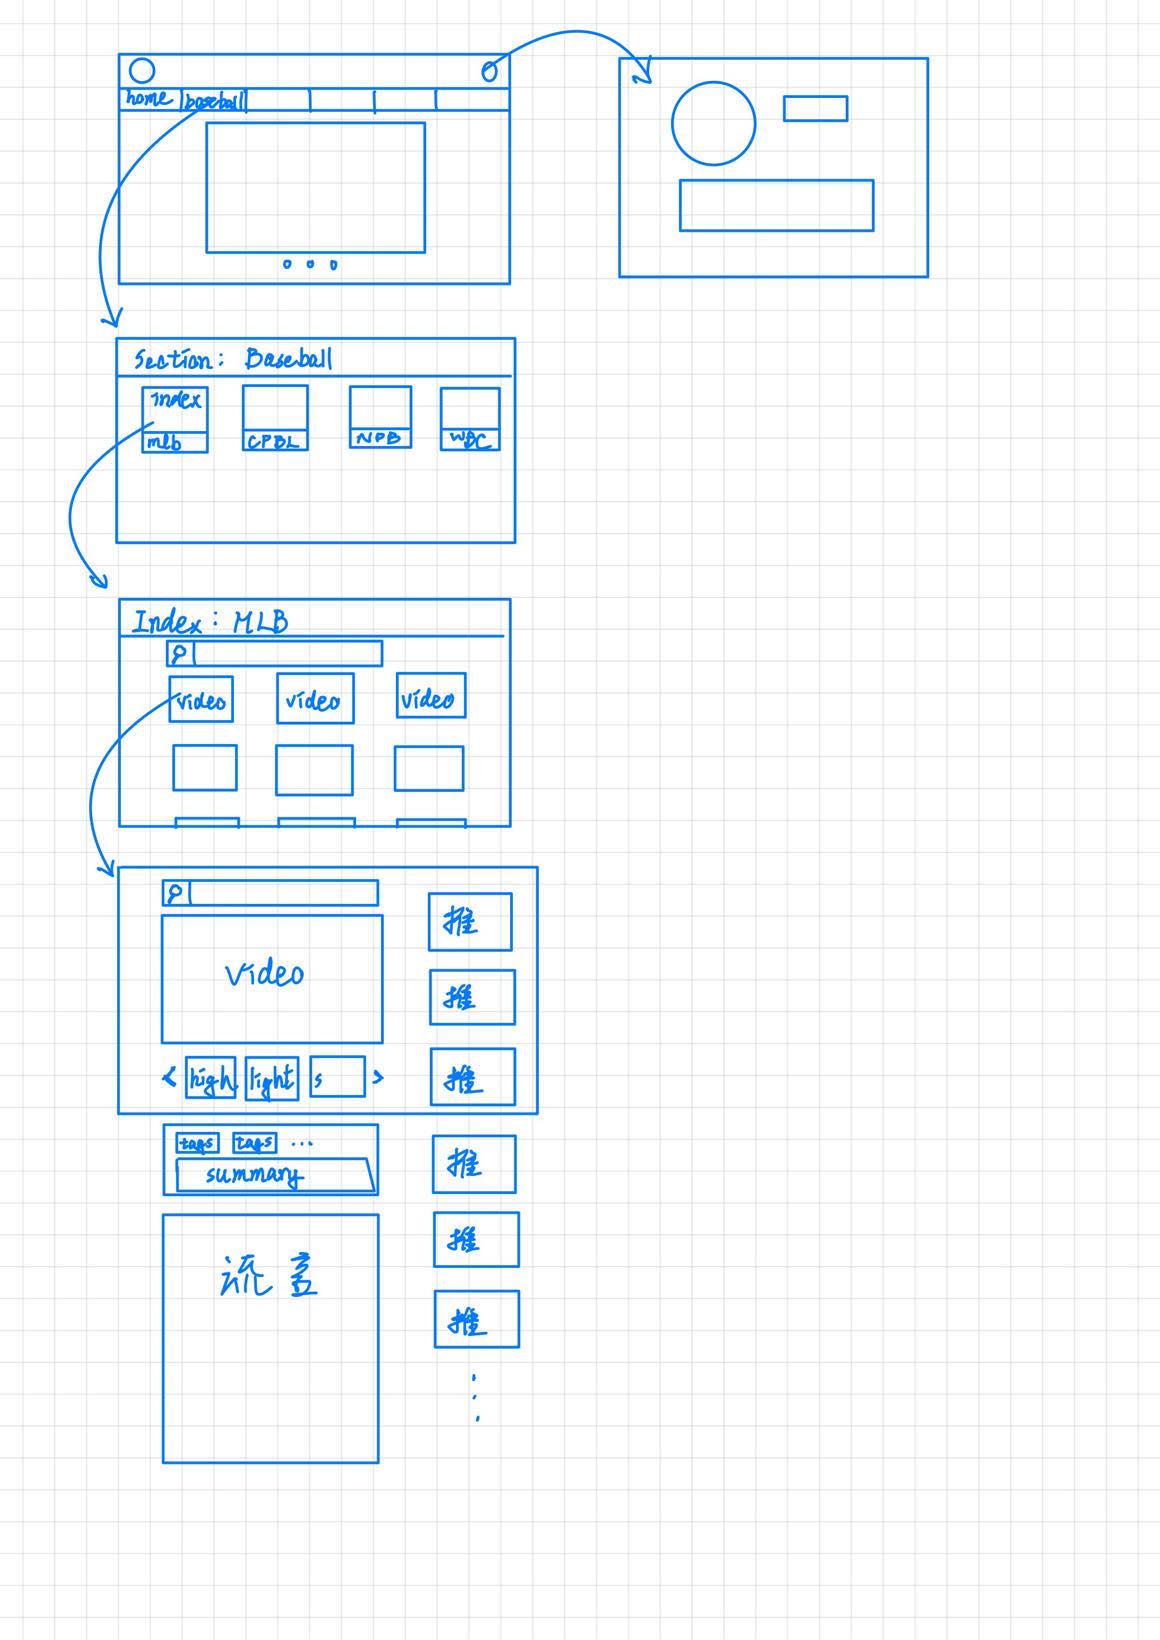 home baseball
Section: Baseball
index
mlb
CPBL
NPB
WBC
Index: MLB
video
video
video
推
video
推
high
light
s
推
tags
tags
...
summary
推
推
流言
推